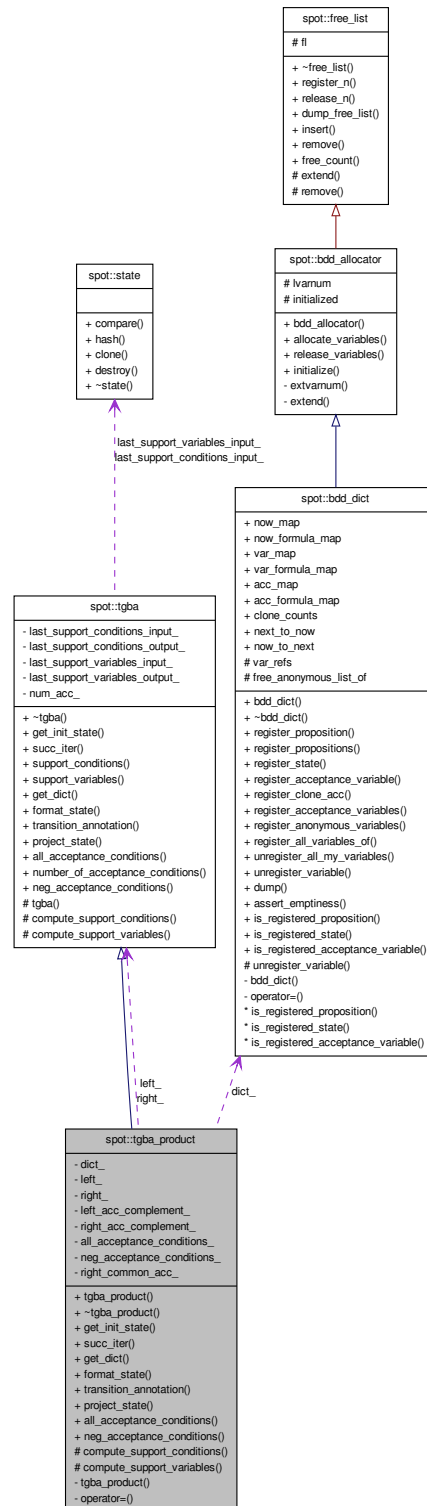 spot::free_list
# fl
+ ~free_list()
+ register_n()
+ release_n()
+ dump_free_list()
+ insert()
+ remove()
+ free_count()
# extend()
# remove()
spot::state
+ compare()
+ hash()
+ clone()
+ destroy()
+ ~state()
spot::bdd_allocator
# lvarnum
# initialized
+ bdd_allocator()
+ allocate_variables()
+ release_variables()
+ initialize()
- extvarnum()
- extend()
last_support_variables_input_
last_support_conditions_input_
spot::bdd_dict
+ now_map
+ now_formula_map
+ var_map
+ var_formula_map
+ acc_map
+ acc_formula_map
+ clone_counts
+ next_to_now
+ now_to_next
# var_refs
# free_anonymous_list_of
+ bdd_dict()
+ ~bdd_dict()
+ register_proposition()
+ register_propositions()
+ register_state()
+ register_acceptance_variable()
+ register_clone_acc()
+ register_acceptance_variables()
+ register_anonymous_variables()
+ register_all_variables_of()
+ unregister_all_my_variables()
+ unregister_variable()
+ dump()
+ assert_emptiness()
+ is_registered_proposition()
+ is_registered_state()
+ is_registered_acceptance_variable()
# unregister_variable()
- bdd_dict()
- operator=()
* is_registered_proposition()
* is_registered_state()
* is_registered_acceptance_variable()
spot::tgba
- last_support_conditions_input_
- last_support_conditions_output_
- last_support_variables_input_
- last_support_variables_output_
- num_acc_
+ ~tgba()
+ get_init_state()
+ succ_iter()
+ support_conditions()
+ support_variables()
+ get_dict()
+ format_state()
+ transition_annotation()
+ project_state()
+ all_acceptance_conditions()
+ number_of_acceptance_conditions()
+ neg_acceptance_conditions()
# tgba()
# compute_support_conditions()
# compute_support_variables()
left_
right_
dict_
spot::tgba_product
- dict_
- left_
- right_
- left_acc_complement_
- right_acc_complement_
- all_acceptance_conditions_
- neg_acceptance_conditions_
- right_common_acc_
+ tgba_product()
+ ~tgba_product()
+ get_init_state()
+ succ_iter()
+ get_dict()
+ format_state()
+ transition_annotation()
+ project_state()
+ all_acceptance_conditions()
+ neg_acceptance_conditions()
# compute_support_conditions()
# compute_support_variables()
- tgba_product()
- operator=()